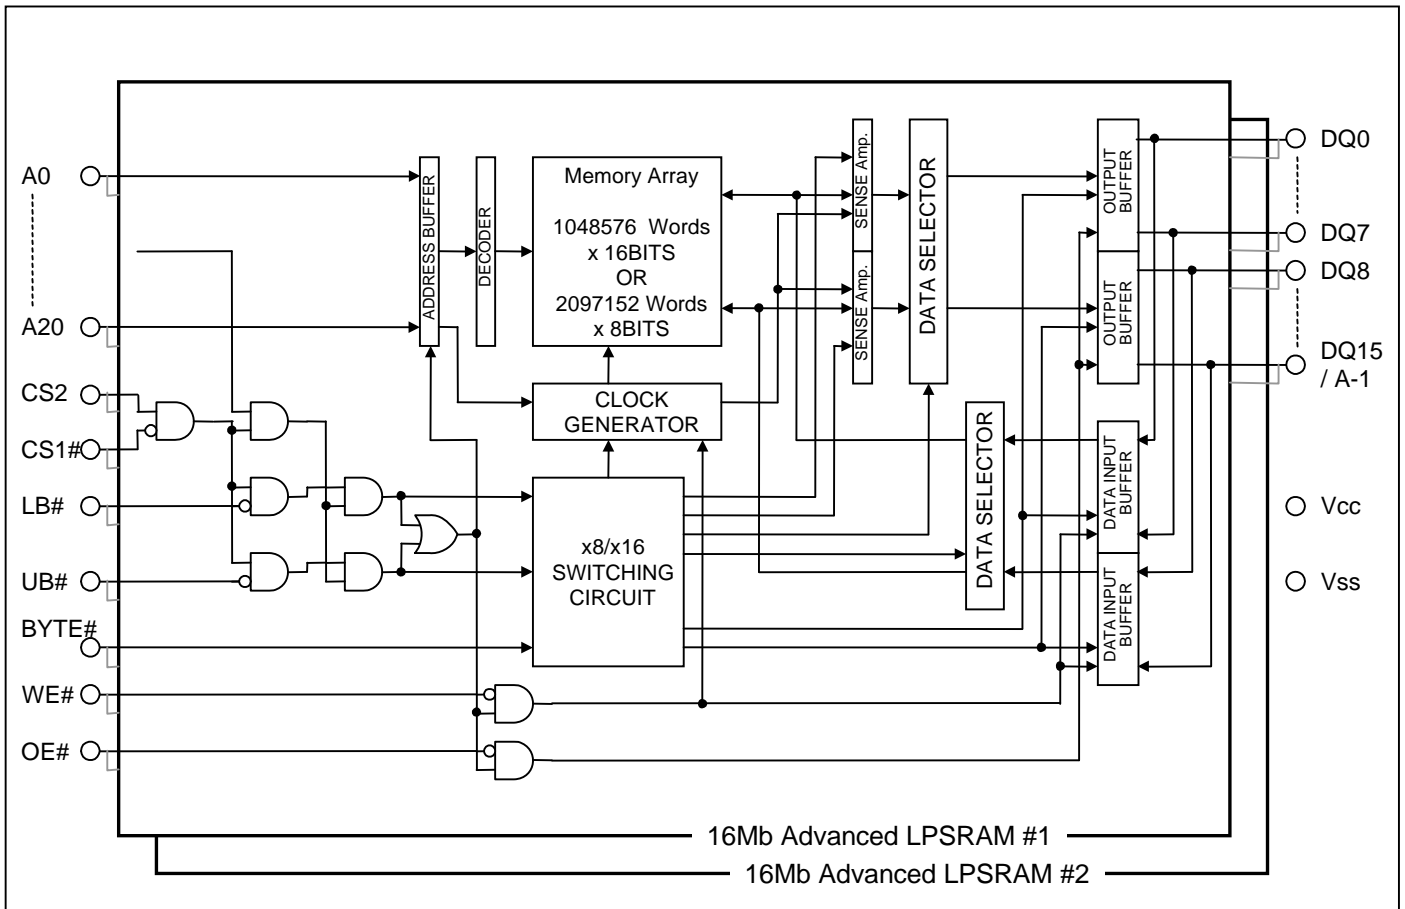 A0
A20
CS2
CS1#
LB#
UB#
BYTE#
WE#
OE#
ADDRESS BUFFER
DECODER
Memory Array
1048576 Words
x 16BITS
OR
2097152 Words
x 8BITS
CLOCK
GENERATOR
x8/x16
SWITCHING
CIRCUIT
SENSE Amp.
SENSE Amp.
DATA SELECTOR
DATA SELECTOR
OUTPUT
BUFFER
OUTPUT
BUFFER
DATA INPUT
BUFFER
DATA INPUT
BUFFER
DQ0
DQ7
DQ8
DQ15
/ A-1
Vcc
Vss
16Mb Advanced LPSRAM #1
16Mb Advanced LPSRAM #2